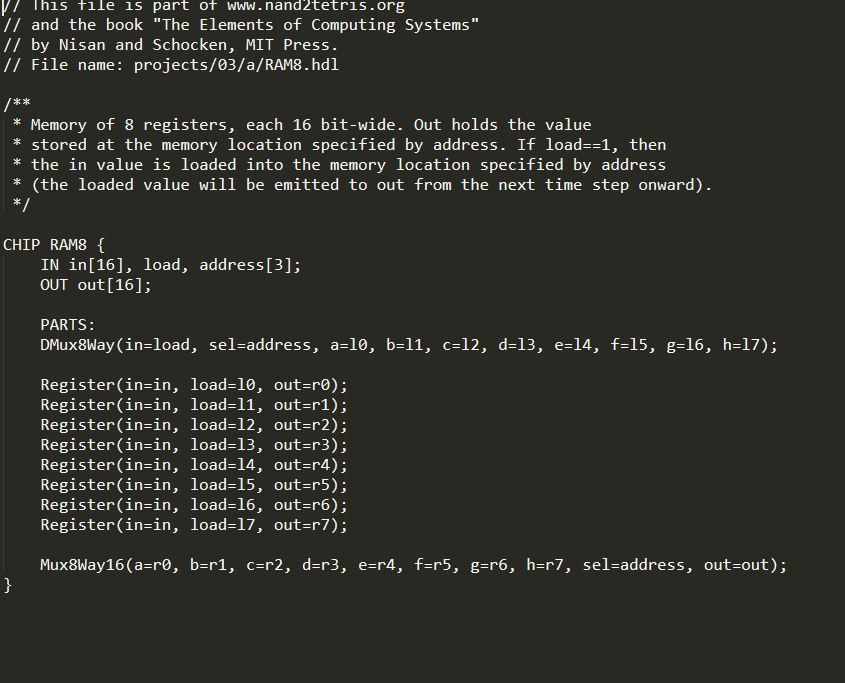 // This file is part of www.nand2tetris.org
// and the book "The Elements of Computing Systems"
// by Nisan and Schocken, MIT Press.
// File name: projects/03/a/RAM8.hdl
/**
 * Memory of 8 registers, each 16 bit-wide. Out holds the value
 * stored at the memory location specified by address. If load==1, then
 * the in value is loaded into the memory location specified by address
 * (the loaded value will be emitted to out from the next time step onward).
 */
CHIP RAM8 {
    IN in[16], load, address[3];
    OUT out[16];
    PARTS:
    DMux8Way(in=load, sel=address, a=l0, b=l1, c=l2, d=l3, e=l4, f=l5, g=l6, h=l7);
    Register(in=in, load=l0, out=r0);
    Register(in=in, load=l1, out=r1);
    Register(in=in, load=l2, out=r2);
    Register(in=in, load=l3, out=r3);
    Register(in=in, load=l4, out=r4);
    Register(in=in, load=l5, out=r5);
    Register(in=in, load=l6, out=r6);
    Register(in=in, load=l7, out=r7);
    Mux8Way16(a=r0, b=r1, c=r2, d=r3, e=r4, f=r5, g=r6, h=r7, sel=address, out=out);
}